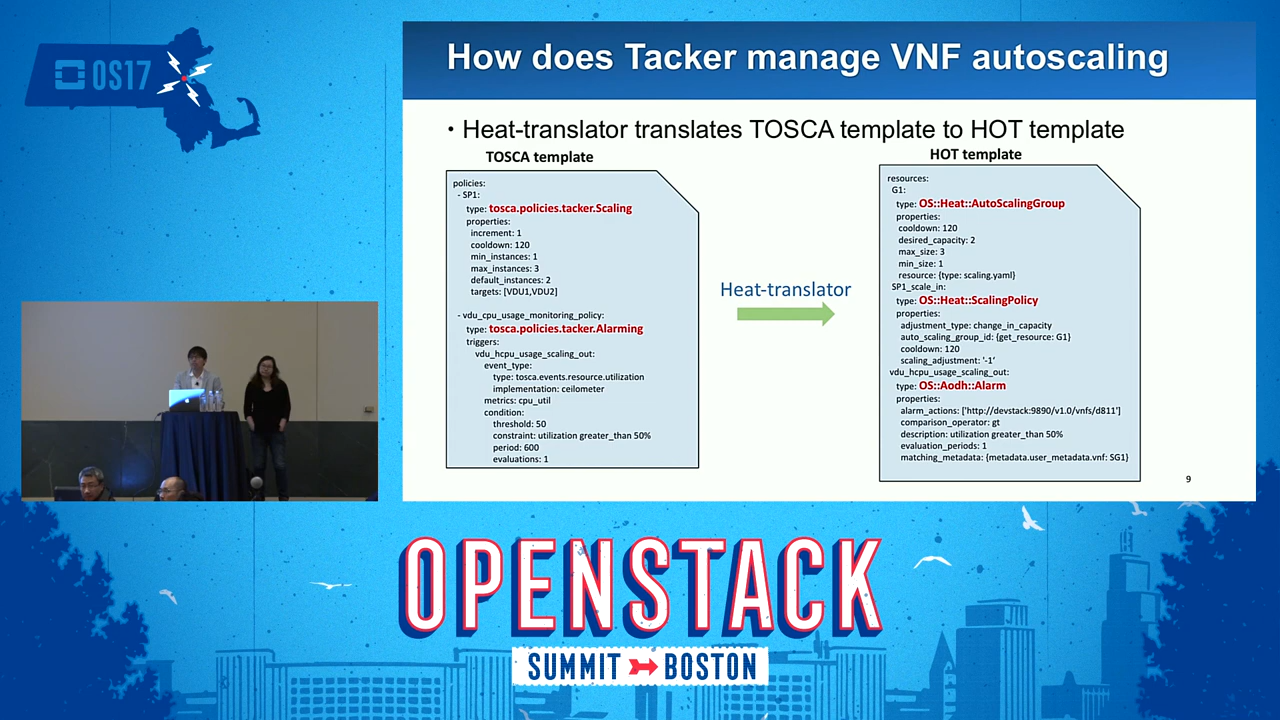 OS17
How does Tacker manage VNF autoscaling
• Heat-translator translates TOSCA template to HOT template
TOSCA template
policies:
- SP1:
type: tosca.policies.tacker.Scaling
properties:
increment: 1
cooldown: 120
min_instances: 1
max_instances: 3
default_instances: 2
targets: [VDU1,VDU2]
- vdu_cpu_usage_monitoring_policy:
type: tosca.policies.tacker.Alarming
triggers:
vdu_hcpu_usage_scaling_out:
event_type:
type: tosca.events.resource.utilization
implementation: ceilometer
metrics: cpu_util
condition:
threshold: 50
constraint: utilization greater_than 50%
period: 600
evaluations: 1
Heat-translator
HOT template
resources:
G1:
type: OS::Heat::AutoScalingGroup
properties:
cooldown: 120
desired_capacity: 2
max_size: 3
min_size: 1
resource: {type: scaling.yaml}
SP1_scale_in:
type: OS::Heat::ScalingPolicy
properties:
adjustment_type: change_in_capacity
auto_scaling_group_id: {get_resource: G1}
cooldown: 120
scaling_adjustment: '-1'
vdu_hcpu_usage_scaling_out:
type: OS::Aodh::Alarm
properties:
alarm_actions: ['http://devstack:9890/v1.0/vnfs/d811']
comparison_operator: gt
description: utilization greater_than 50%
evaluation_periods: 1
matching_metadata: {metadata.user_metadata.vnf: SG1}
9
OPENSTACK
SUMMIT BOSTON